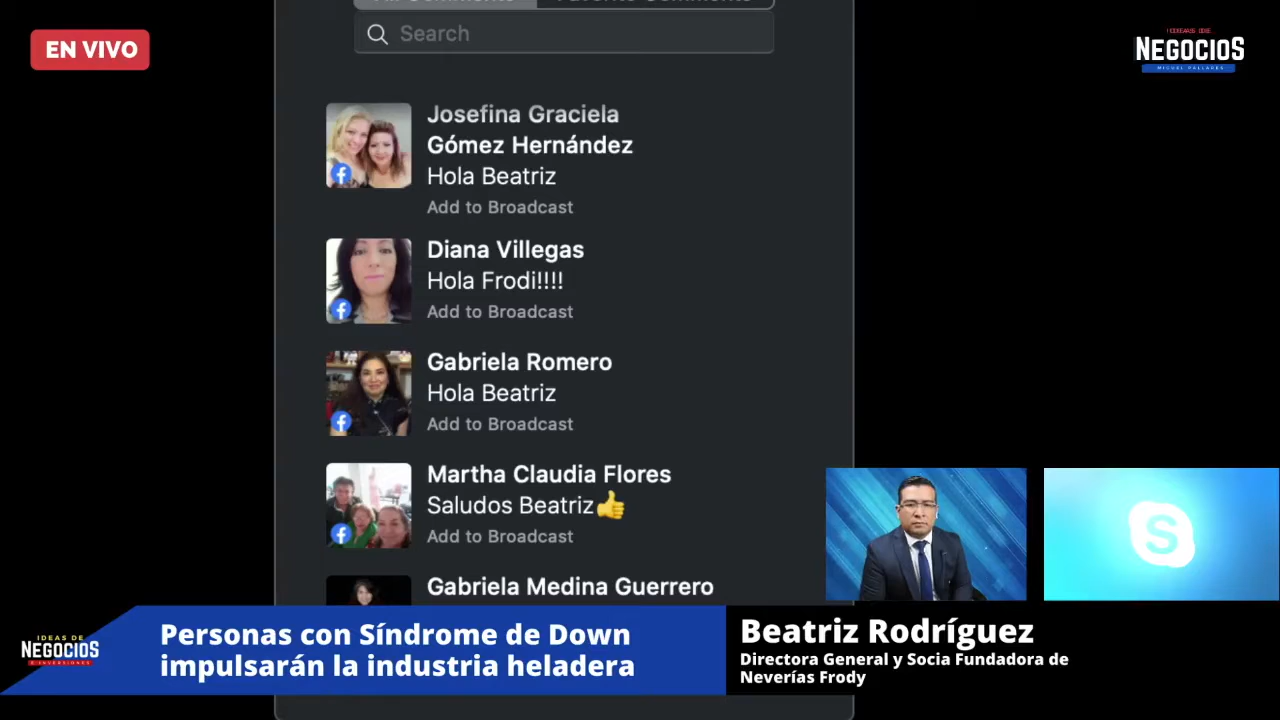 EN VIVO
Search
NEGOCIOS
MIGUEL PALLARES
Josefina Graciela
Gómez Hernández
Hola Beatriz
Add to Broadcast
Diana Villegas
Hola Frodi!!!!
Add to Broadcast
Gabriela Romero
Hola Beatriz
Add to Broadcast
Martha Claudia Flores
Saludos Beatriz👍
Add to Broadcast
Gabriela Medina Guerrero
S
IDEAS DE
NEGOCIOS
E INVERSIONES
Personas con Síndrome de Down
impulsarán la industria heladera
Beatriz Rodríguez
Directora General y Socia Fundadora de
Neverías Frody